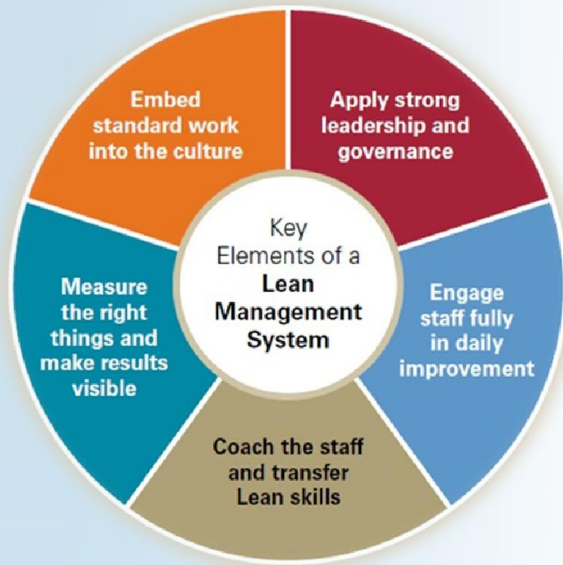 Key
Elements of a
Lean
Management
System
Apply strong
leadership and
governance
Engage
staff fully
in daily
improvement
Coach the staff
and transfer
Lean skills
Measure
the right
things and
make results
visible
Embed
standard work
into the culture